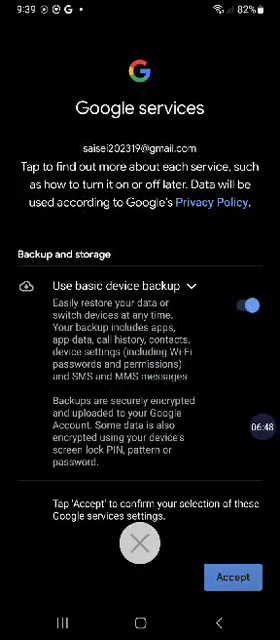 9:39
82%
Google services
saisei202319@gmail.com
Tap to find out more about each service, such
as how to turn it on or off later. Data will be
used according to Google's Privacy Policy.
Backup and storage
Use basic device backup
Easily restore your data or
switch devices at any time.
Your backup includes apps,
app data, call history, contacts,
device settings (including Wi-Fi
passwords and permissions)
and SMS and MMS messages.
Backups are securely encrypted
and uploaded to your Google
Account. Some data is also
encrypted using your device's
screen lock PIN, pattern or
password.
06:48
Tap 'Accept' to confirm your selection of these
Google services settings.
Accept